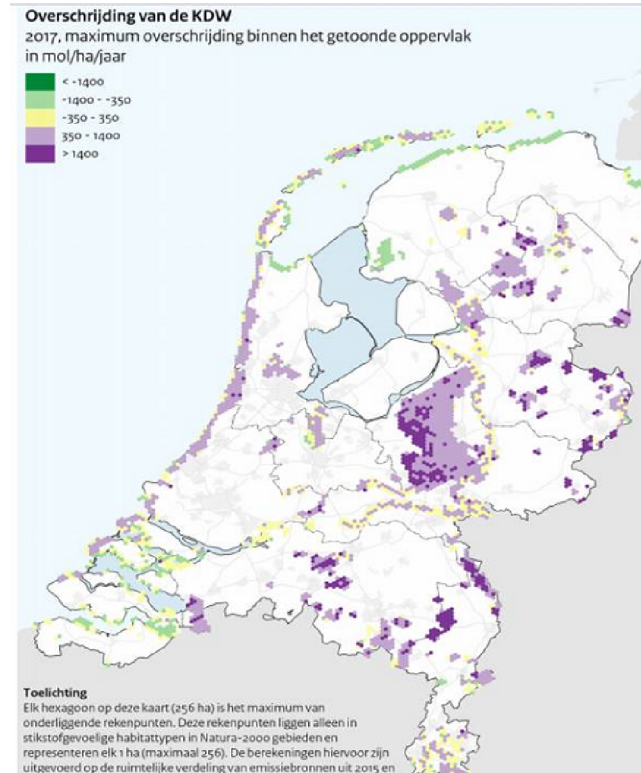 Overschrijding van de KDW
2017, maximum overschrijding binnen het getoonde oppervlak
in mol/ha/jaar
< -1400
-1400 - -350
-350 - 350
350 - 1400
> 1400
Toelichting
Elk hexagoon op deze kaart (256 ha) is het maximum van
onderliggende rekenpunten. Deze rekenpunten liggen alleen in
stikstofgevoelige habitattypen in Natura-2000 gebieden en
representeren elk 1 ha (maximaal 256). De berekeningen hiervoor zijn
uitgevoerd op de ruimtelijke verdeling van emissiebronnen uit 2015 en